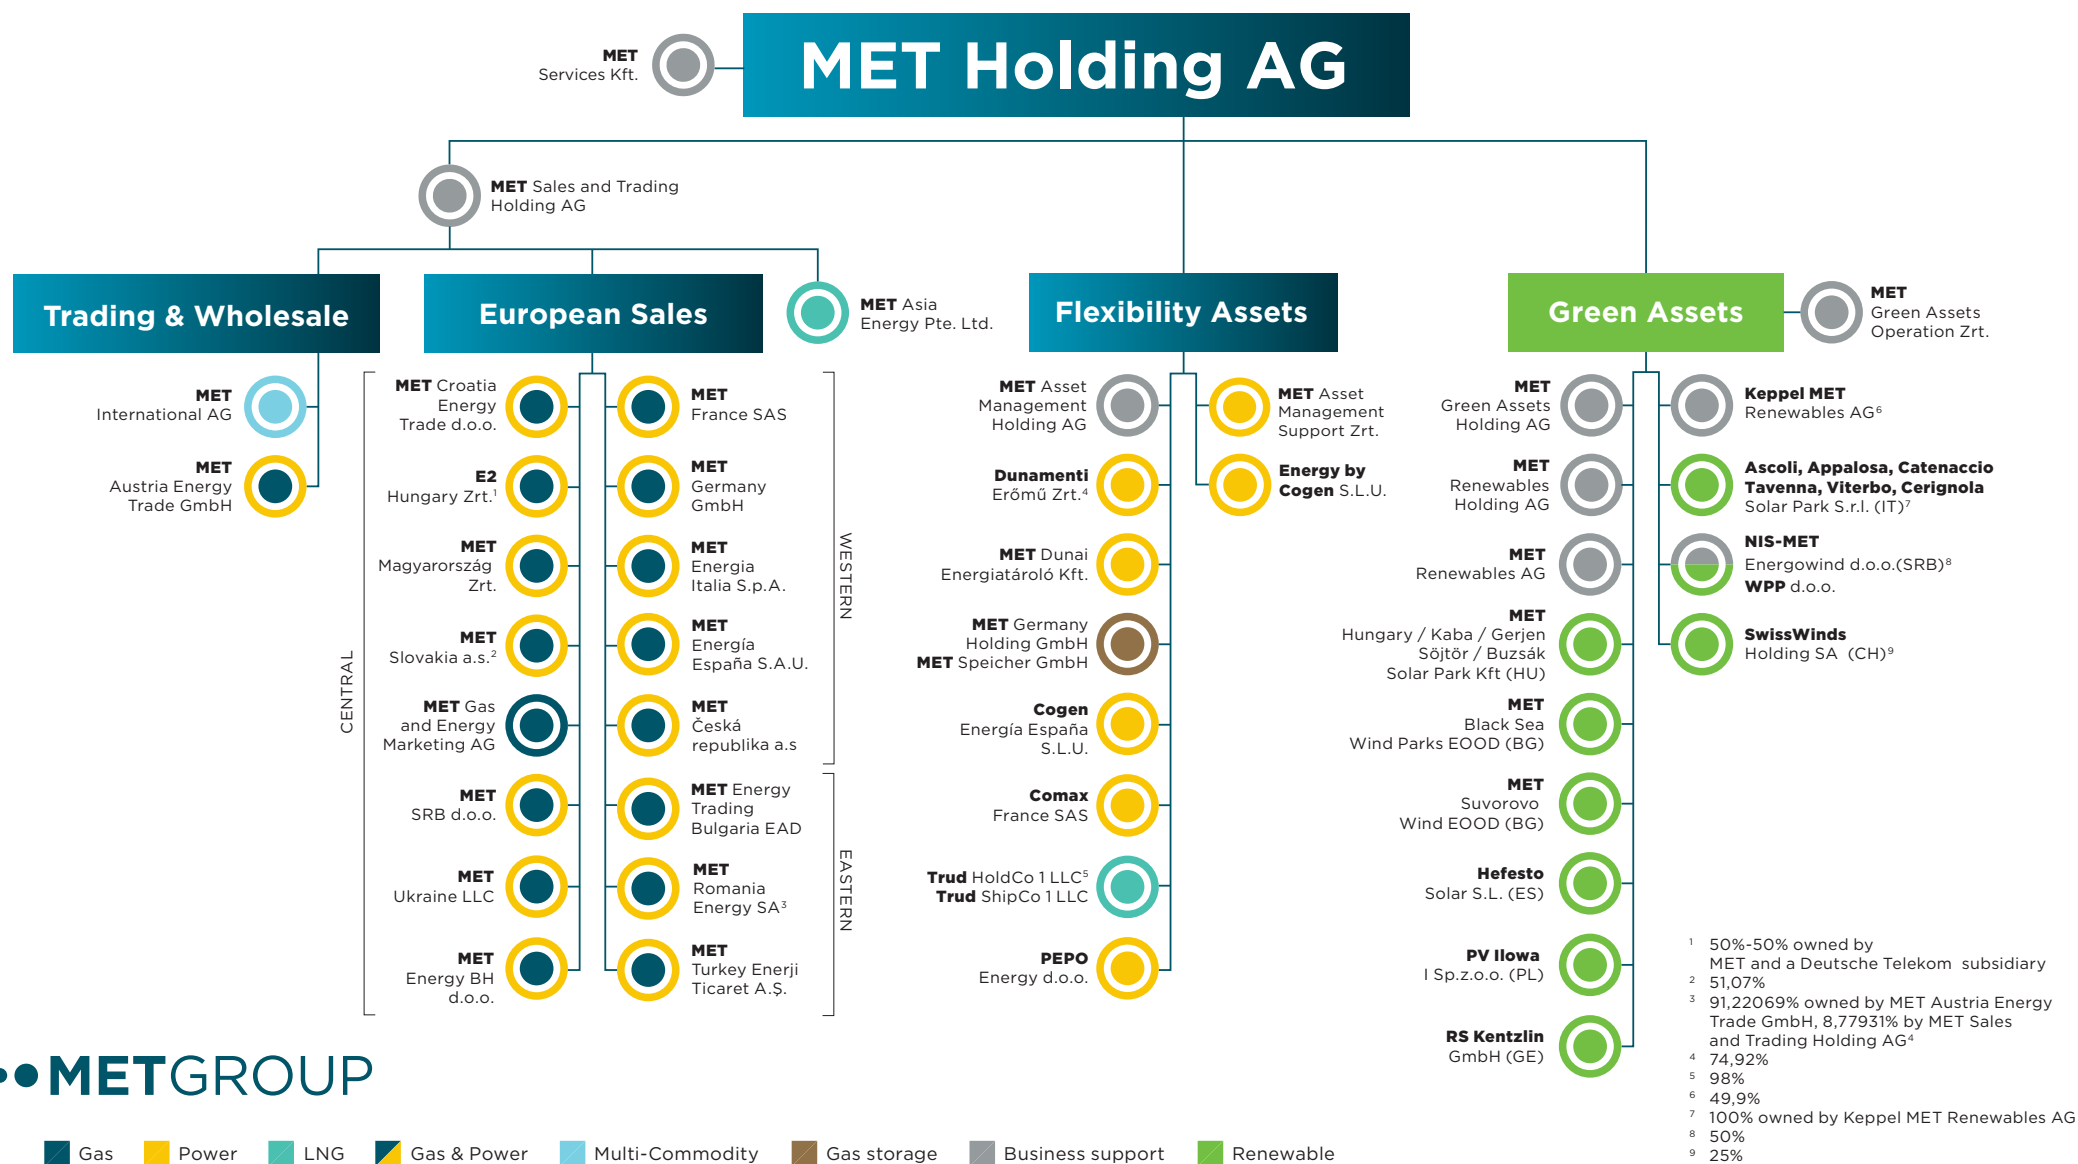 MET Holding AG
MET
Services Kft.
MET Sales and Trading
Holding AG
Trading & Wholesale
European Sales
MET Asia
Energy Pte. Ltd.
Flexibility Assets
Green Assets
MET
Green Assets
Operation Zrt.
MET
International AG
MET
Austria Energy
Trade GmbH
CENTRAL
MET Croatia
Energy
Trade d.o.o.
E2
Hungary Zrt.¹
MET
Magyarország
Zrt.
MET
Slovakia a.s.²
MET Gas
and Energy
Marketing AG
MET
SRB d.o.o.
MET
Ukraine LLC
MET
Energy BH
d.o.o.
MET
France SAS
MET
Germany
GmbH
MET
Energia
Italia S.p.A.
MET
Energía
España S.A.U.
MET
Česká
republika a.s
WESTERN
MET Energy
Trading
Bulgaria EAD
MET
Romania
Energy SA³
MET
Turkey Enerji
Ticaret A.Ş.
EASTERN
MET Asset
Management
Holding AG
Dunamenti
Erőmű Zrt.⁴
MET Dunai
Energiatároló Kft.
MET Germany
Holding GmbH
MET Speicher GmbH
Cogen
Energía España
S.L.U.
Comax
France SAS
Trud HoldCo 1 LLC⁵
Trud ShipCo 1 LLC
PEPO
Energy d.o.o.
MET Asset
Management
Support Zrt.
Energy by
Cogen S.L.U.
MET
Green Assets
Holding AG
MET
Renewables
Holding AG
MET
Renewables AG
MET
Hungary / Kaba / Gerjen
Söjtör / Buzsák
Solar Park Kft (HU)
MET
Black Sea
Wind Parks EOOD (BG)
MET
Suvorovo
Wind EOOD (BG)
Hefesto
Solar S.L. (ES)
PV Ilowa
I Sp.z.o.o. (PL)
RS Kentzlin
GmbH (GE)
Keppel MET
Renewables AG⁶
Ascoli, Appalosa, Catenaccio
Tavenna, Viterbo, Cerignola
Solar Park S.r.l. (IT)⁷
NIS-MET
Energowind d.o.o.(SRB)⁸
WPP d.o.o.
SwissWinds
Holding SA (CH)⁹
¹ 50%-50% owned by
MET and a Deutsche Telekom subsidiary
² 51,07%
³ 91,22069% owned by MET Austria Energy
Trade GmbH, 8,77931% by MET Sales
and Trading Holding AG⁴
⁴ 74,92%
⁵ 98%
⁶ 49,9%
⁷ 100% owned by Keppel MET Renewables AG
⁸ 50%
⁹ 25%
METGROUP
Gas Power LNG Gas & Power Multi-Commodity Gas storage Business support Renewable